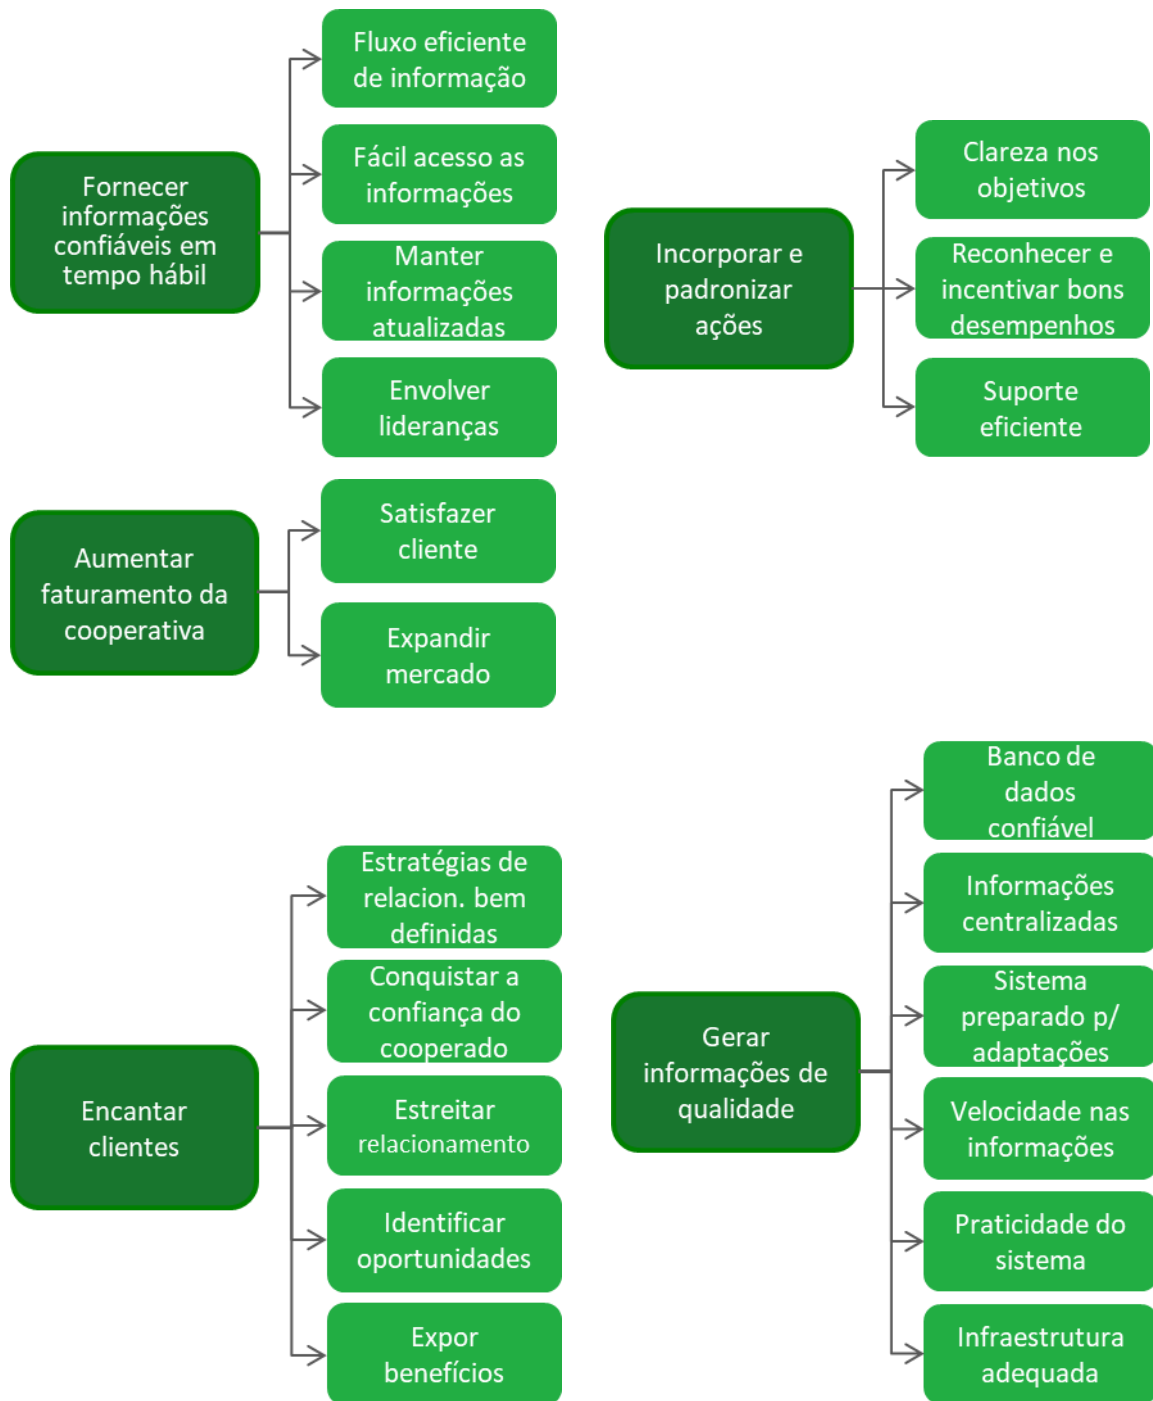 Fornecer
informações
confiáveis em
tempo hábil
Fluxo eficiente
de informação
Fácil acesso as
informações
Manter
informações
atualizadas
Envolver
lideranças
Incorporar e
padronizar
ações
Clareza nos
objetivos
Reconhecer e
incentivar bons
desempenhos
Suporte
eficiente
Aumentar
faturamento da
cooperativa
Satisfazer
cliente
Expandir
mercado
Encantar
clientes
Estratégias de
relacion. bem
definidas
Conquistar a
confiança do
cooperado
Estreitar
relacionamento
Identificar
oportunidades
Expor
benefícios
Gerar
informações de
qualidade
Banco de
dados
confiável
Informações
centralizadas
Sistema
preparado p/
adaptações
Velocidade nas
informações
Praticidade do
sistema
Infraestrutura
adequada